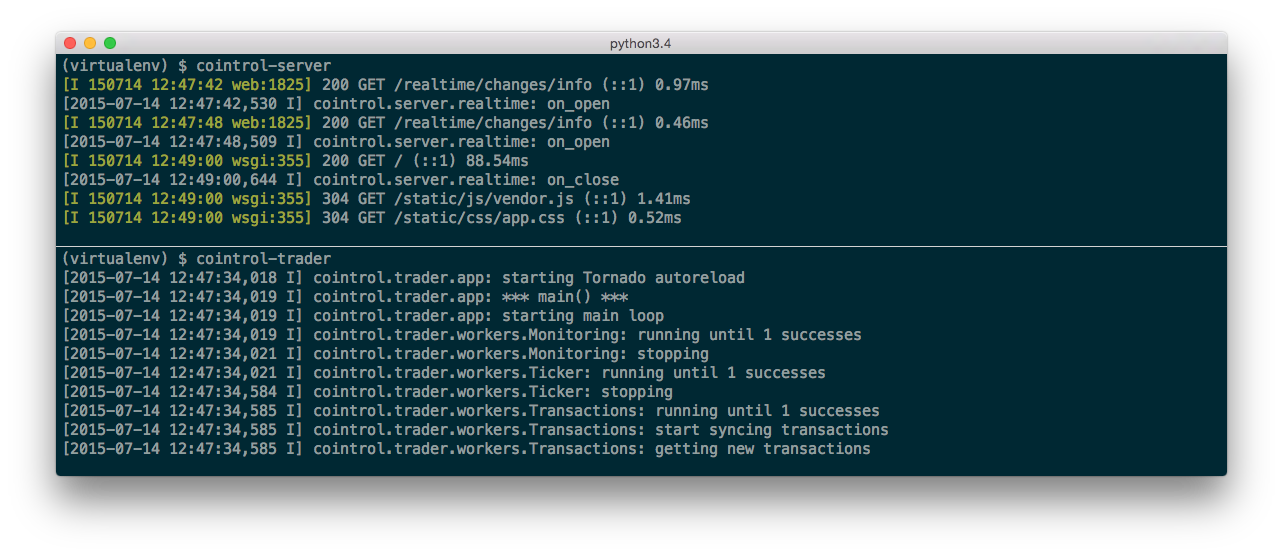 python3.4
(virtualenv) $ cointrol-server
[I 150714 12:47:42 web:1825] 200 GET /realtime/changes/info (::1) 0.97ms
[2015-07-14 12:47:42,530 I] cointrol.server.realtime: on_open
[I 150714 12:47:48 web:1825] 200 GET /realtime/changes/info (::1) 0.46ms
[2015-07-14 12:47:48,509 I] cointrol.server.realtime: on_open
[I 150714 12:49:00 wsgi:355] 200 GET / (::1) 88.54ms
[2015-07-14 12:49:00,644 I] cointrol.server.realtime: on_close
[I 150714 12:49:00 wsgi:355] 304 GET /static/js/vendor.js (::1) 1.41ms
[I 150714 12:49:00 wsgi:355] 304 GET /static/css/app.css (::1) 0.52ms
(virtualenv) $ cointrol-trader
[2015-07-14 12:47:34,018 I] cointrol.trader.app: starting Tornado autoreload
[2015-07-14 12:47:34,019 I] cointrol.trader.app: *** main() ***
[2015-07-14 12:47:34,019 I] cointrol.trader.app: starting main loop
[2015-07-14 12:47:34,019 I] cointrol.trader.workers.Monitoring: running until 1 successes
[2015-07-14 12:47:34,021 I] cointrol.trader.workers.Monitoring: stopping
[2015-07-14 12:47:34,021 I] cointrol.trader.workers.Ticker: running until 1 successes
[2015-07-14 12:47:34,584 I] cointrol.trader.workers.Ticker: stopping
[2015-07-14 12:47:34,585 I] cointrol.trader.workers.Transactions: running until 1 successes
[2015-07-14 12:47:34,585 I] cointrol.trader.workers.Transactions: start syncing transactions
[2015-07-14 12:47:34,585 I] cointrol.trader.workers.Transactions: getting new transactions